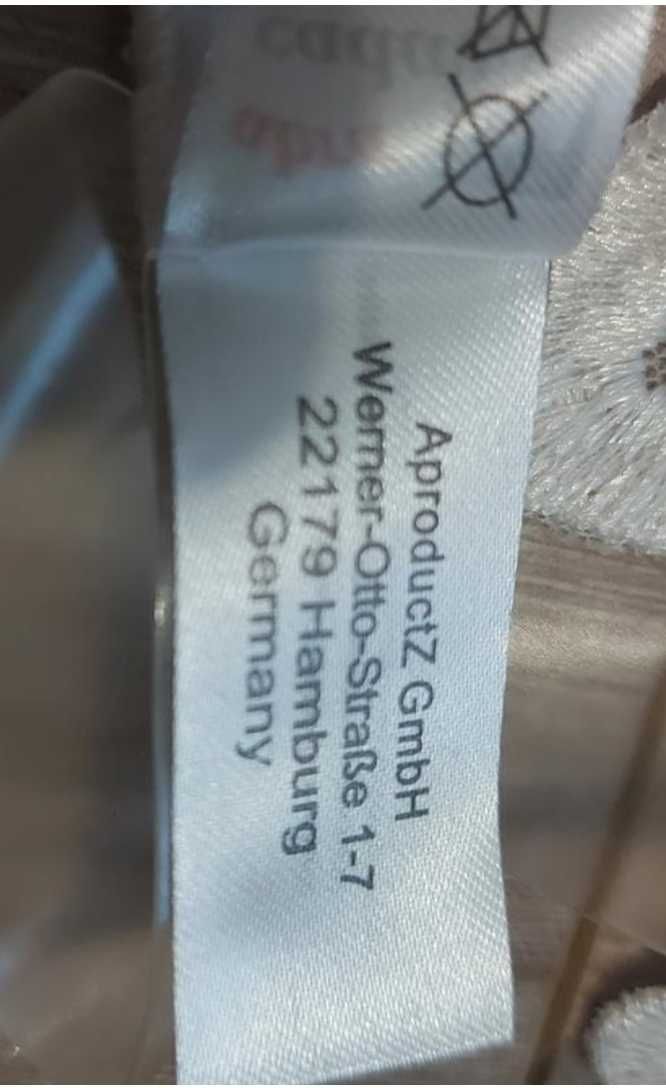 AproductZ GmbH
Werner-Otto-Straße 1-7
22179 Hamburg
Germany